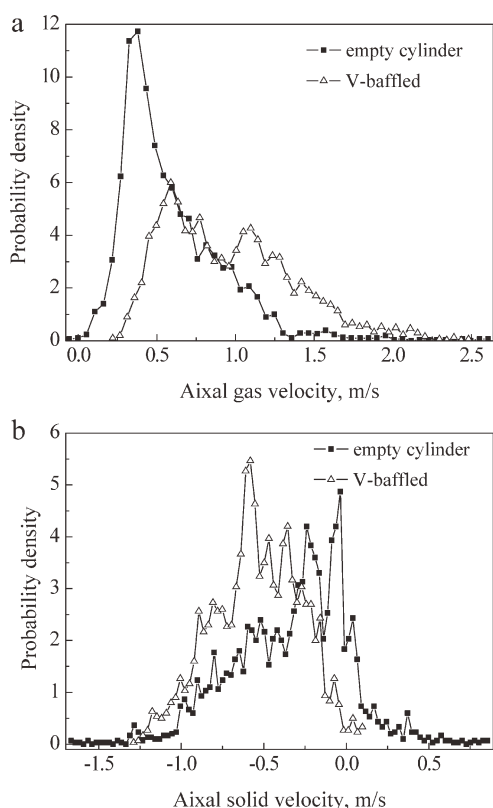 a
12
10
8
6
4
2
0
Probability density
empty cylinder
V-baffled
0.0 0.5 1.0 1.5 2.0 2.5
Aixal gas velocity, m/s
b
6
5
4
3
2
1
0
Probability density
empty cylinder
V-baffled
-1.5 -1.0 -0.5 0.0 0.5
Aixal solid velocity, m/s